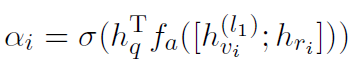 α_i = σ(h_q^T f_a([h_{v_i}^{(l_1)}; h_{r_i}]))